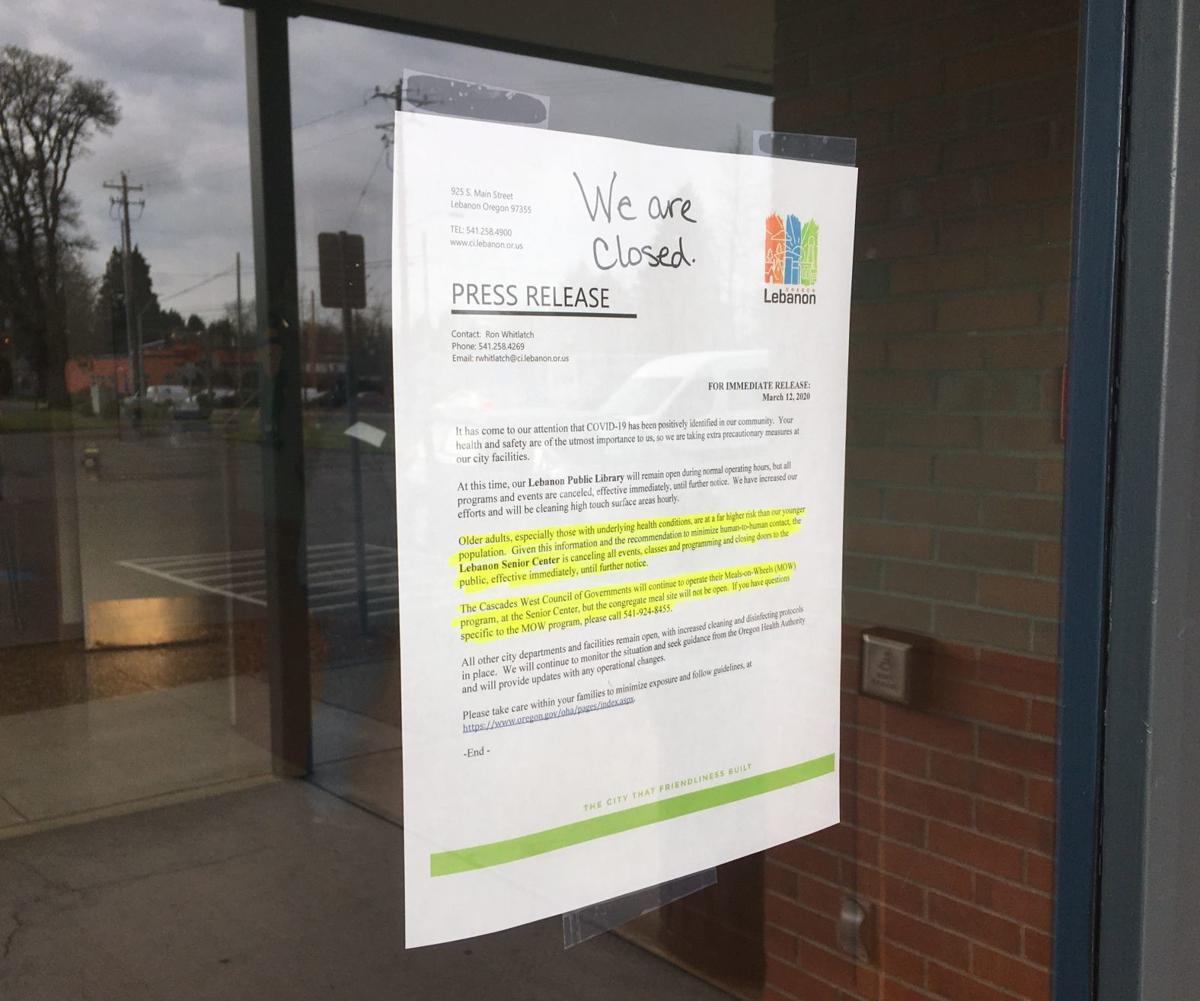 925 S. Main Street
Lebanon Oregon 97355
TEL: 541.258.4900
www.ci.lebanon.or.us
We are
Closed.
OREGON
Lebanon
PRESS RELEASE
Contact: Ron Whitlatch
Phone: 541.258.4269
Email: rwhitlatch@ci.lebanon.or.us
FOR IMMEDIATE RELEASE:
March 12, 2020
It has come to our attention that COVID-19 has been positively identified in our community. Your
health and safety are of the utmost importance to us, so we are taking extra precautionary measures at
our city facilities.
At this time, our Lebanon Public Library will remain open during normal operating hours, but all
programs and events are canceled, effective immediately, until further notice. We have increased our
efforts and will be cleaning high touch surface areas hourly.
Older adults, especially those with underlying health conditions, are at a far higher risk than our younger
population. Given this information and the recommendation to minimize human-to-human contact, the
Lebanon Senior Center is canceling all events, classes and programming and closing doors to the
public, effective immediately, until further notice.
The Cascades West Council of Governments will continue to operate their Meals-on-Wheels (MOW)
program, at the Senior Center, but the congregate meal site will not be open. If you have questions
specific to the MOW program, please call 541-924-8455.
All other city departments and facilities remain open, with increased cleaning and disinfecting protocols
in place. We will continue to monitor the situation and seek guidance from the Oregon Health Authority
and will provide updates with any operational changes.
Please take care within your families to minimize exposure and follow guidelines, at
https://www.oregon.gov/oha/pages/index.aspx.
-End -
THE CITY THAT FRIENDLINESS BUILT